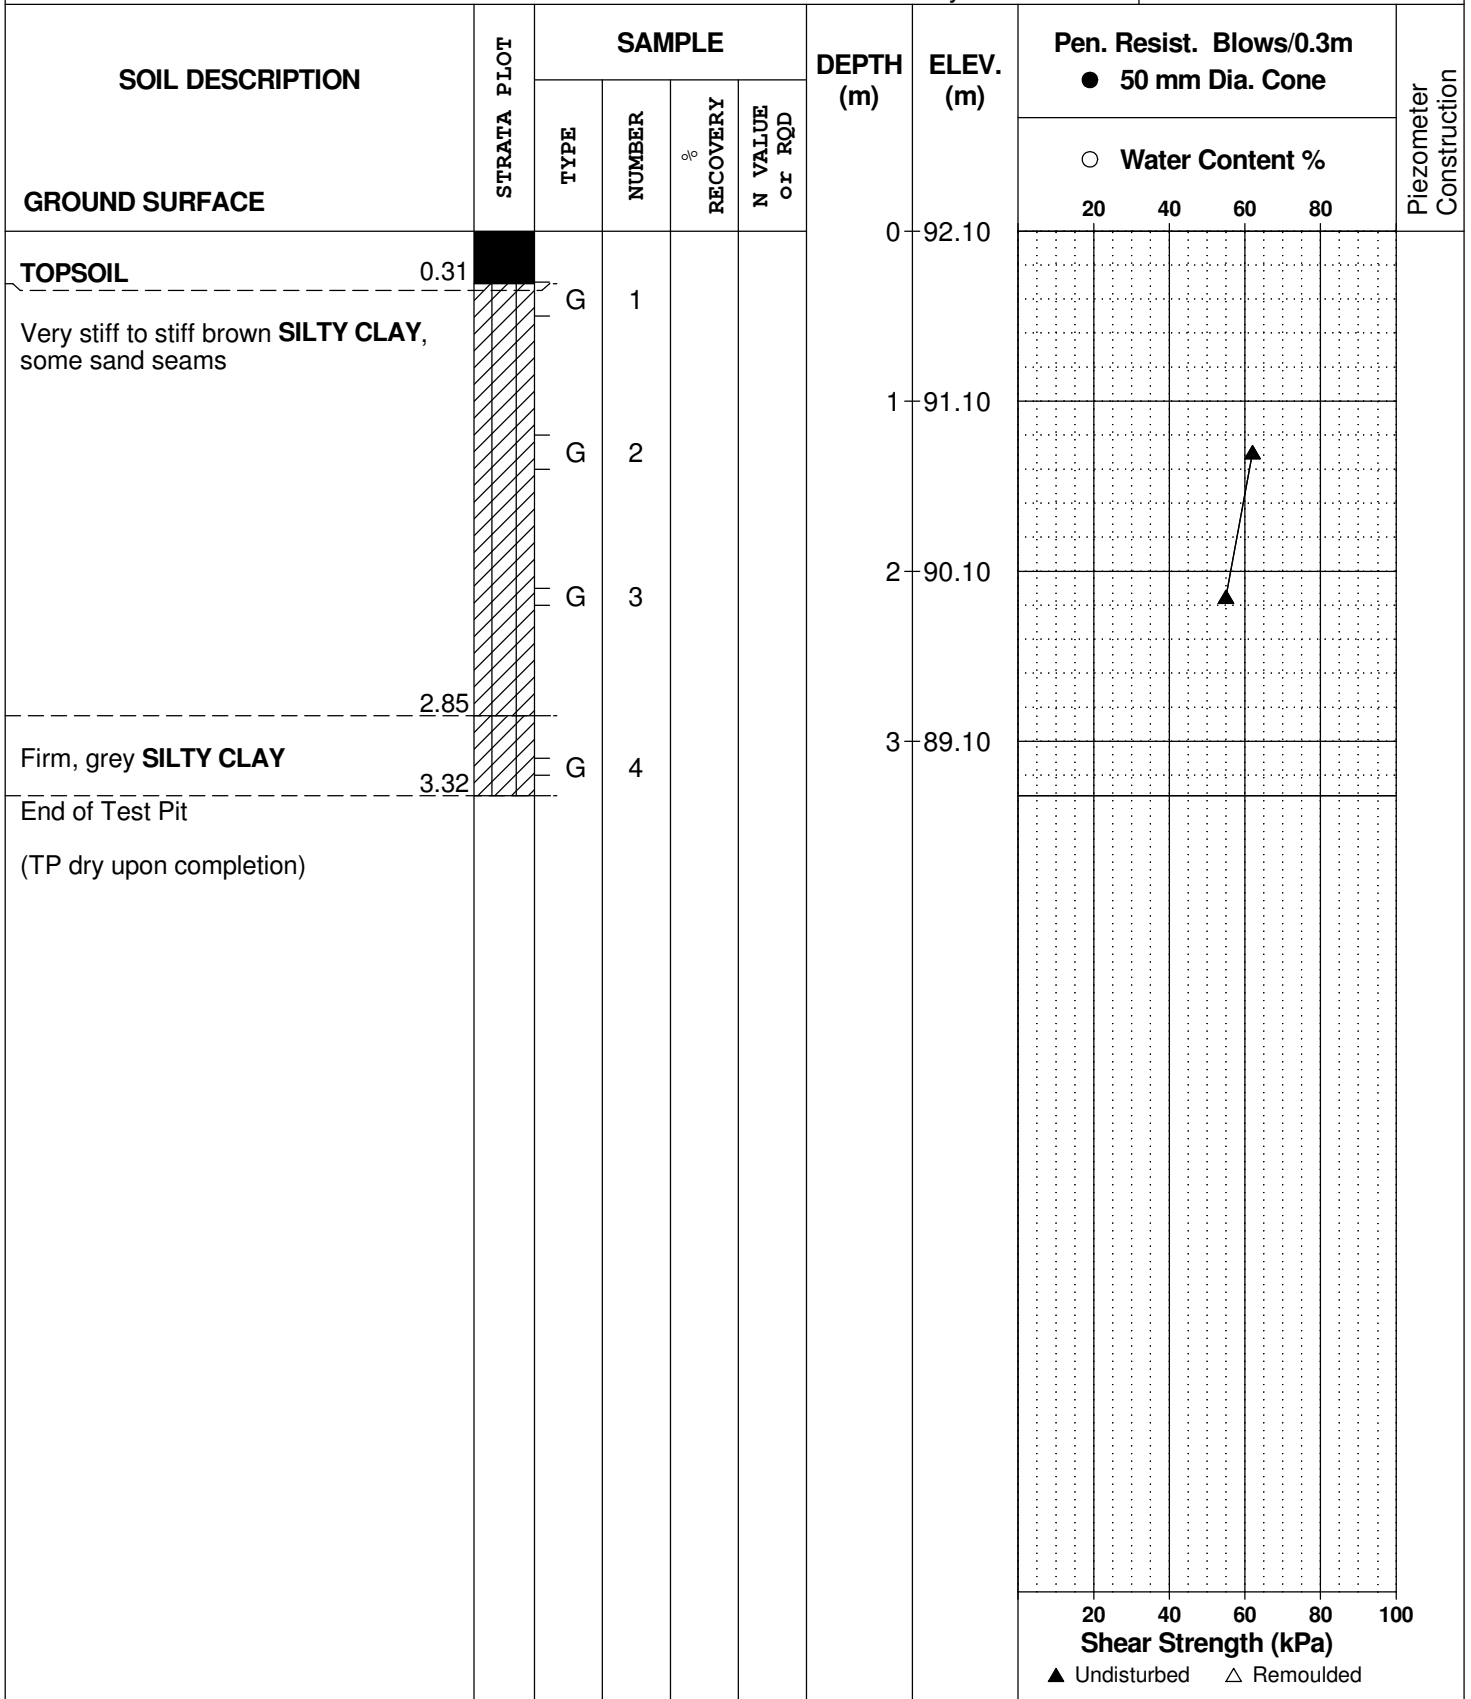 SOIL DESCRIPTION
GROUND SURFACE
STRATA PLOT
SAMPLE
TYPE
NUMBER
%
RECOVERY
N VALUE
or RQD
DEPTH
(m)
ELEV.
(m)
Pen. Resist. Blows/0.3m
● 50 mm Dia. Cone
○ Water Content %
20 40 60 80
Piezometer
Construction
0 92.10
TOPSOIL 0.31
G 1
Very stiff to stiff brown SILTY CLAY,
some sand seams
1 91.10
G 2
2 90.10
G 3
2.85
3 89.10
Firm, grey SILTY CLAY
G 4
3.32
End of Test Pit
(TP dry upon completion)
20 40 60 80 100
Shear Strength (kPa)
▲ Undisturbed △ Remoulded